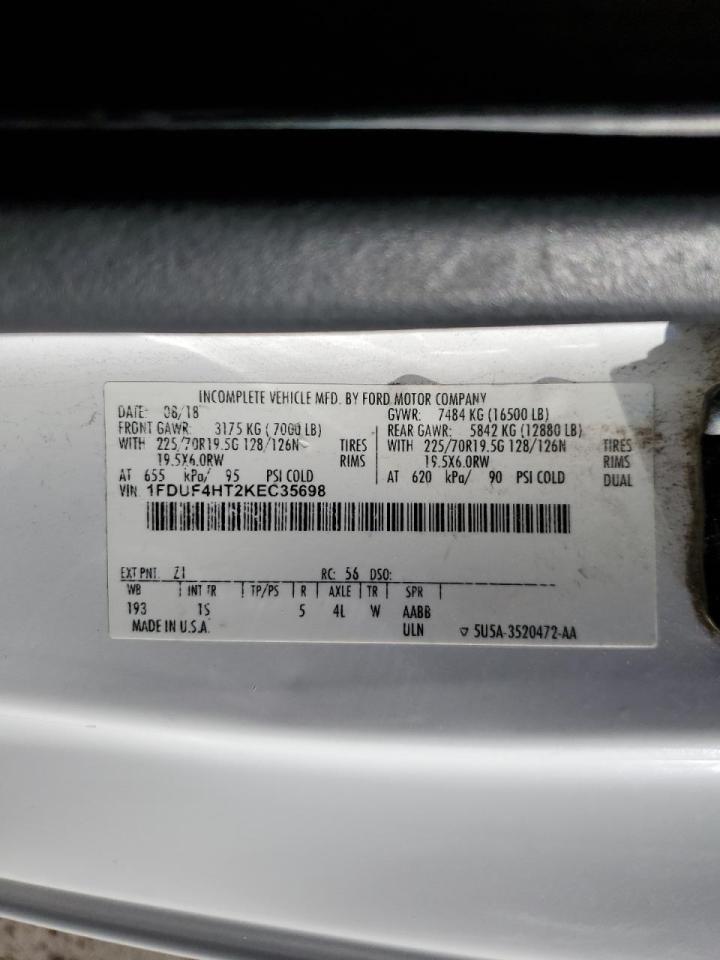 INCOMPLETE VEHICLE MFD. BY FORD MOTOR COMPANY
DATE: 08/18 GVWR: 7484 KG (16500 LB)
FRONT GAWR: 3175 KG (7000 LB) REAR GAWR: 5842 KG (12880 LB)
WITH 225/70R19.5G 128/126N TIRES WITH 225/70R19.5G 128/126N TIRES
19.5X6.0RW RIMS 19.5X6.0RW RIMS
AT 655 kPa/ 95 PSI COLD AT 620 kPa/ 90 PSI COLD DUAL
VIN: 1FDUF4HT2KEC35698
EXT PNT: Z1 RC: 56 DSO:
WB INT TR TP/PS R AXLE TR SPR
193 1S 5 4L W AABB
MADE IN U.S.A. ULN ▽ 5U5A-3520472-AA